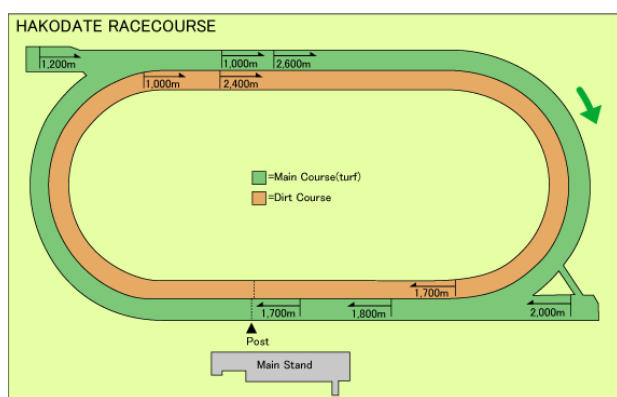 HAKODATE RACECOURSE
1,200m
1,000m
2,600m
1,000m
2,400m
=Main Course(turf)
=Dirt Course
1,700m
1,700m
1,800m
2,000m
Post
Main Stand